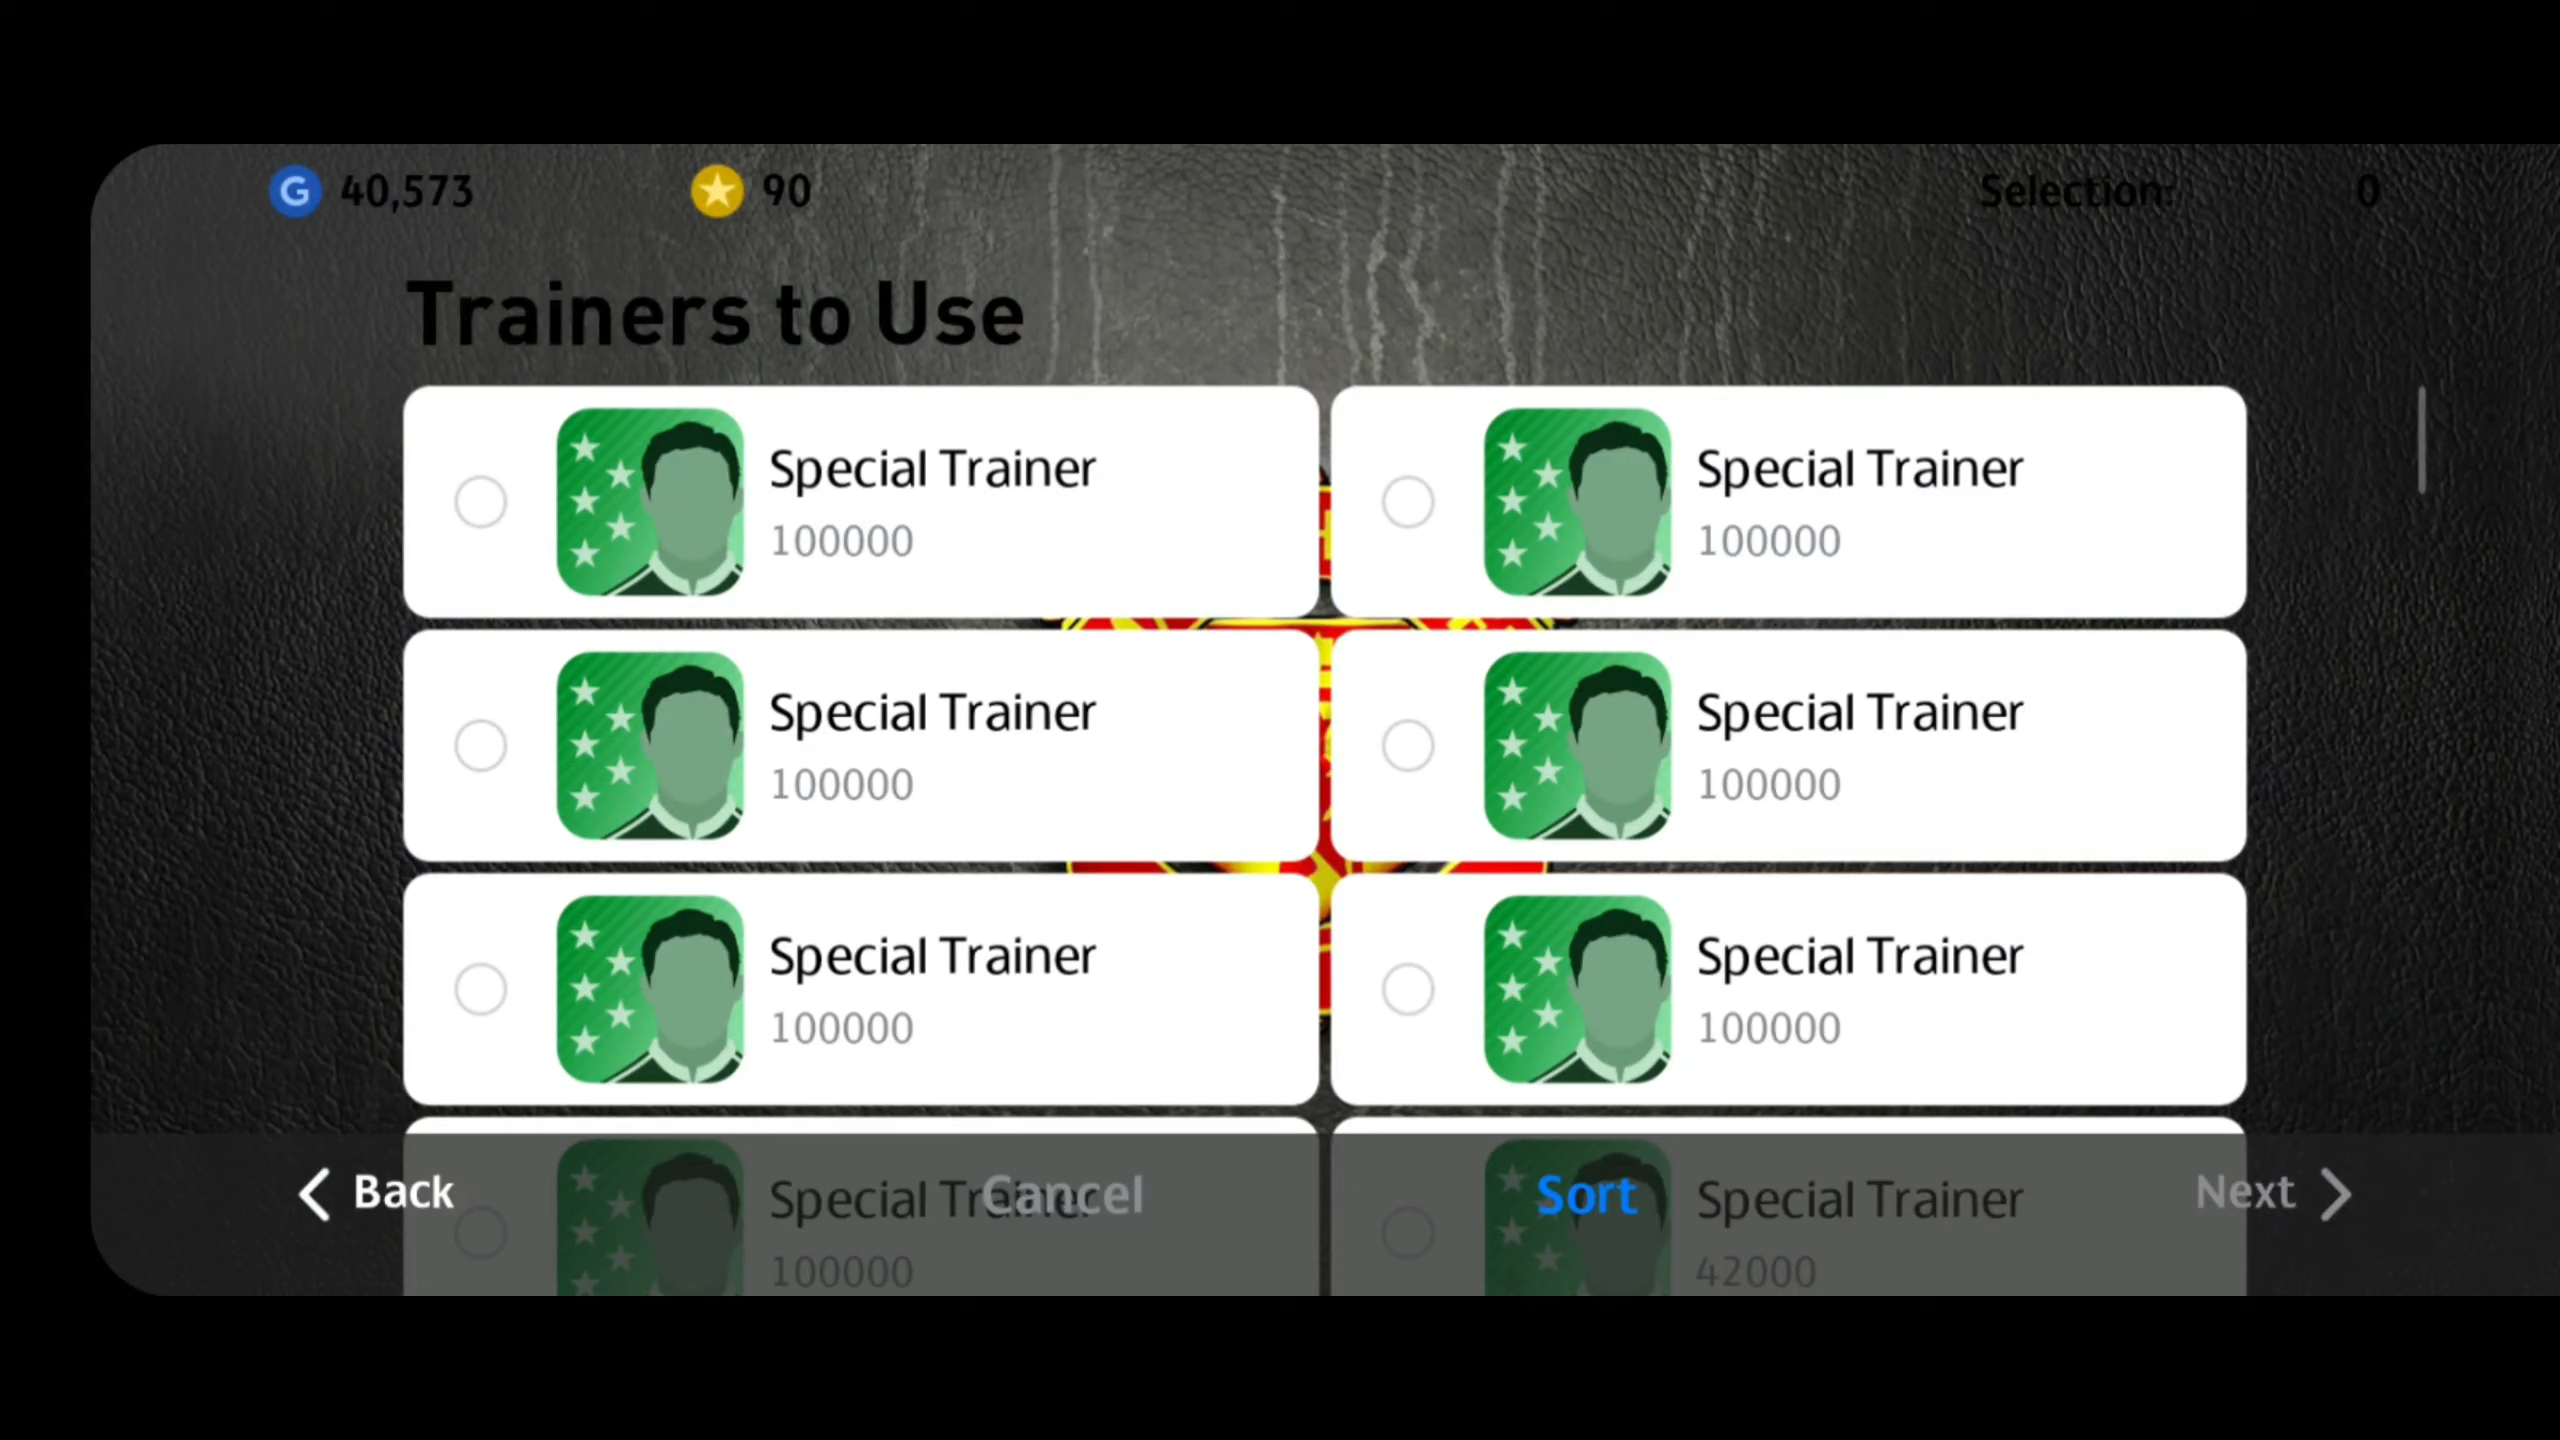 G 40,573 90 Selection: 0
Trainers to Use
Special Trainer Special Trainer
100000 100000
Special Trainer Special Trainer
100000 100000
Special Trainer Special Trainer
100000 100000
Back Special Trainer Cancel Sort Special Trainer Next
100000 42000